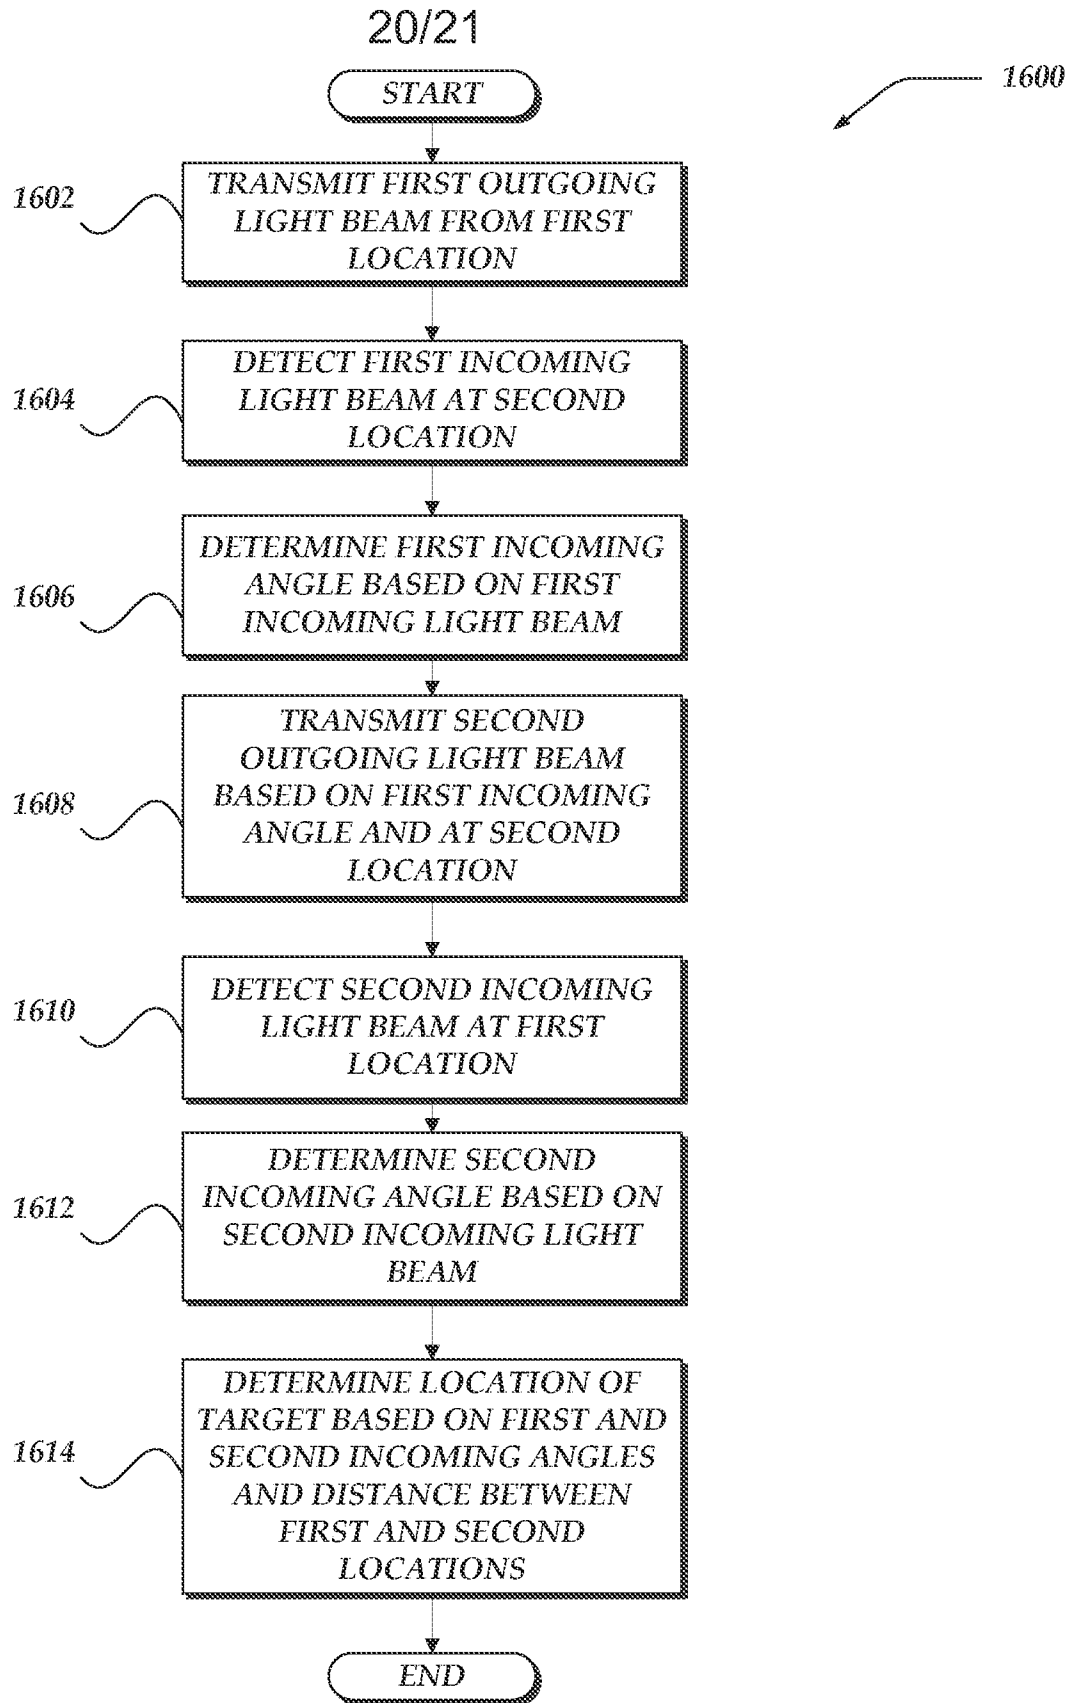 20/21
START
1600
1602
TRANSMIT FIRST OUTGOING
LIGHT BEAM FROM FIRST
LOCATION
1604
DETECT FIRST INCOMING
LIGHT BEAM AT SECOND
LOCATION
1606
DETERMINE FIRST INCOMING
ANGLE BASED ON FIRST
INCOMING LIGHT BEAM
1608
TRANSMIT SECOND
OUTGOING LIGHT BEAM
BASED ON FIRST INCOMING
ANGLE AND AT SECOND
LOCATION
1610
DETECT SECOND INCOMING
LIGHT BEAM AT FIRST
LOCATION
1612
DETERMINE SECOND
INCOMING ANGLE BASED ON
SECOND INCOMING LIGHT
BEAM
1614
DETERMINE LOCATION OF
TARGET BASED ON FIRST AND
SECOND INCOMING ANGLES
AND DISTANCE BETWEEN
FIRST AND SECOND
LOCATIONS
END